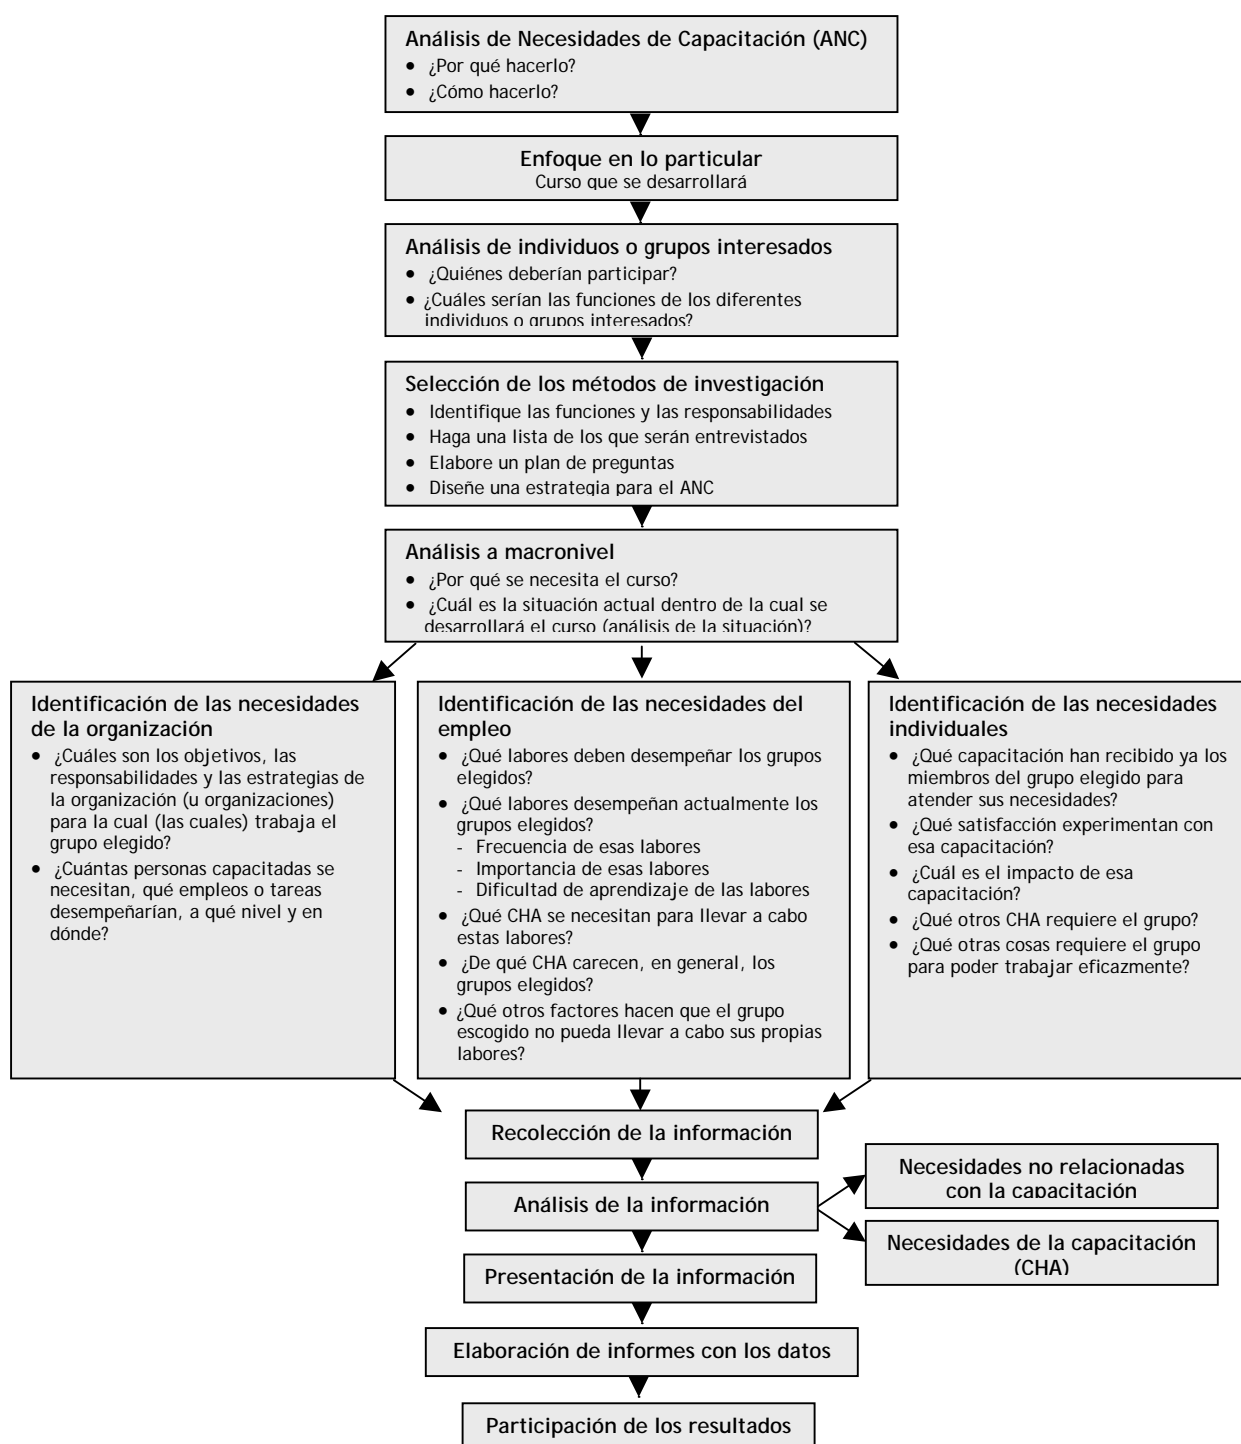 Análisis de Necesidades de Capacitación (ANC)
• ¿Por qué hacerlo?
• ¿Cómo hacerlo?
Enfoque en lo particular
Curso que se desarrollará
Análisis de individuos o grupos interesados
• ¿Quiénes deberían participar?
• ¿Cuáles serían las funciones de los diferentes
individuos o grupos interesados?
Selección de los métodos de investigación
• Identifique las funciones y las responsabilidades
• Haga una lista de los que serán entrevistados
• Elabore un plan de preguntas
• Diseñe una estrategia para el ANC
Análisis a macronivel
• ¿Por qué se necesita el curso?
• ¿Cuál es la situación actual dentro de la cual se
desarrollará el curso (análisis de la situación)?
Identificación de las necesidades
de la organización
• ¿Cuáles son los objetivos, las
responsabilidades y las estrategias de
la organización (u organizaciones)
para la cual (las cuales) trabaja el
grupo elegido?
• ¿Cuántas personas capacitadas se
necesitan, qué empleos o tareas
desempeñarían, a qué nivel y en
dónde?
Identificación de las necesidades del
empleo
• ¿Qué labores deben desempeñar los grupos
elegidos?
• ¿Qué labores desempeñan actualmente los
grupos elegidos?
- Frecuencia de esas labores
- Importancia de esas labores
- Dificultad de aprendizaje de las labores
• ¿Qué CHA se necesitan para llevar a cabo
estas labores?
• ¿De qué CHA carecen, en general, los
grupos elegidos?
• ¿Qué otros factores hacen que el grupo
escogido no pueda llevar a cabo sus propias
labores?
Identificación de las necesidades
individuales
• ¿Qué capacitación han recibido ya los
miembros del grupo elegido para
atender sus necesidades?
• ¿Qué satisfacción experimentan con
esa capacitación?
• ¿Cuál es el impacto de esa
capacitación?
• ¿Qué otros CHA requiere el grupo?
• ¿Qué otras cosas requiere el grupo
para poder trabajar eficazmente?
Recolección de la información
Análisis de la información
Necesidades no relacionadas
con la capacitación
Necesidades de la capacitación
(CHA)
Presentación de la información
Elaboración de informes con los datos
Participación de los resultados